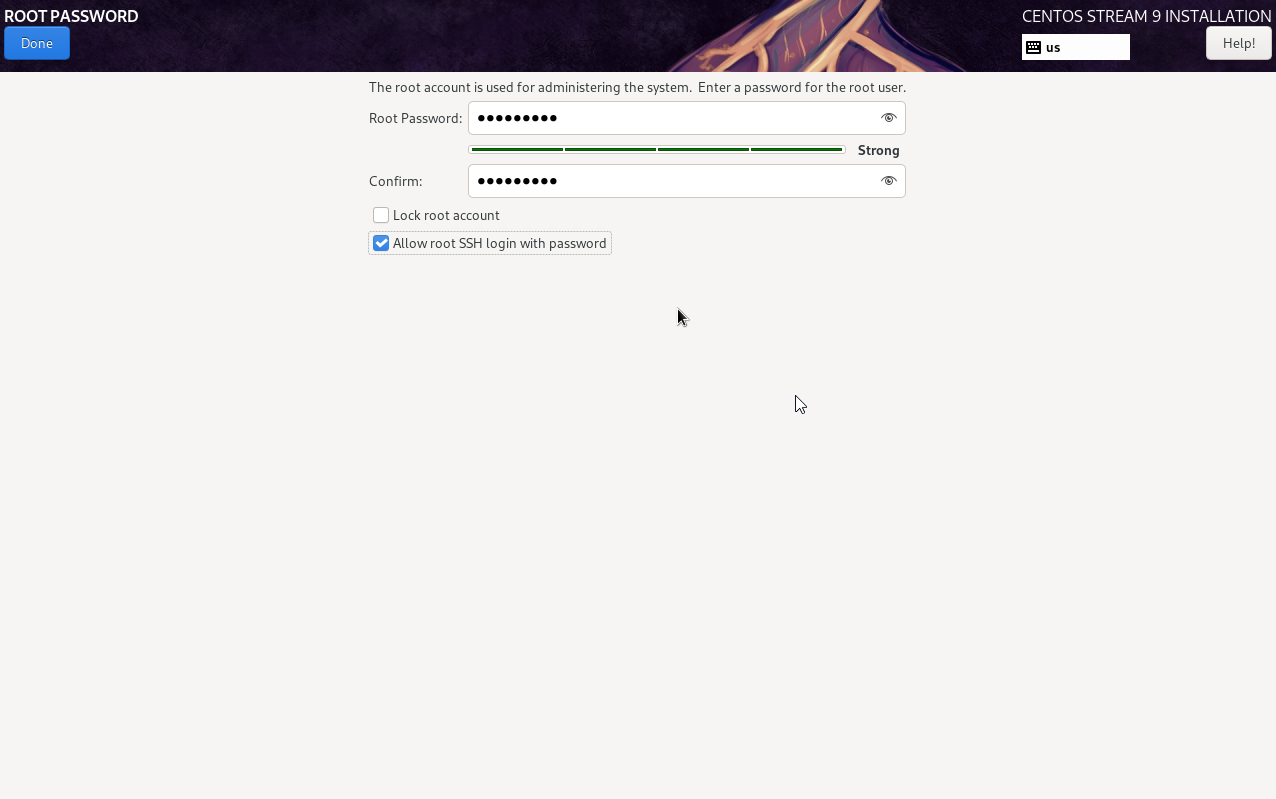 ROOT PASSWORD
CENTOS STREAM 9 INSTALLATION
Done
us
Help!
The root account is used for administering the system.  Enter a password for the root user.
Root Password: ●●●●●●●●●
Strong
Confirm: ●●●●●●●●●
Lock root account
Allow root SSH login with password